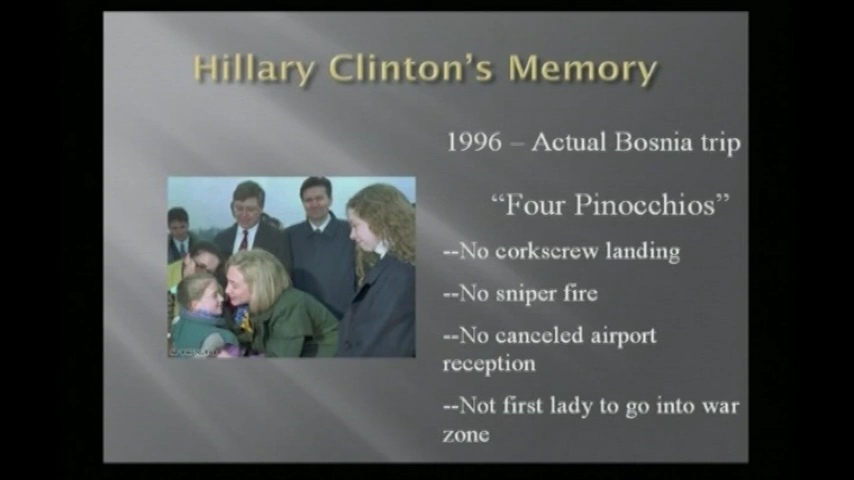 Hillary Clinton's Memory
1996 – Actual Bosnia trip
"Four Pinocchios"
--No corkscrew landing
--No sniper fire
--No canceled airport
reception
--Not first lady to go into war
zone